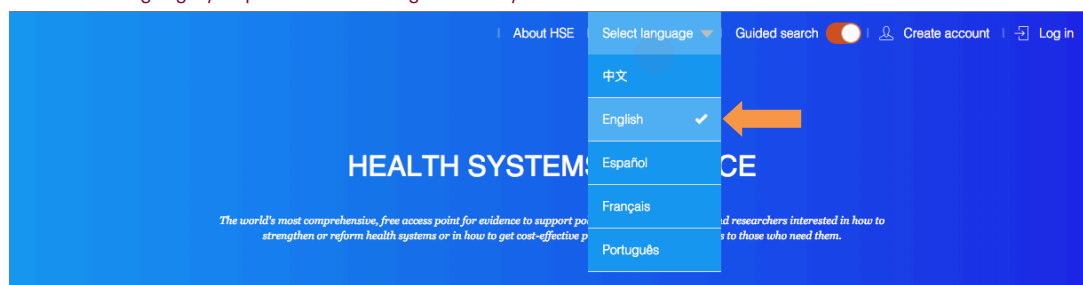 About HSE Select language Guided search Create account Log in
中文
English
HEALTH SYSTEMS CE
Español
The world's most comprehensive, free access point for evidence to support researchers interested in how to
Français
strengthen or reform health systems or in how to get cost-effective to those who need them.
Português